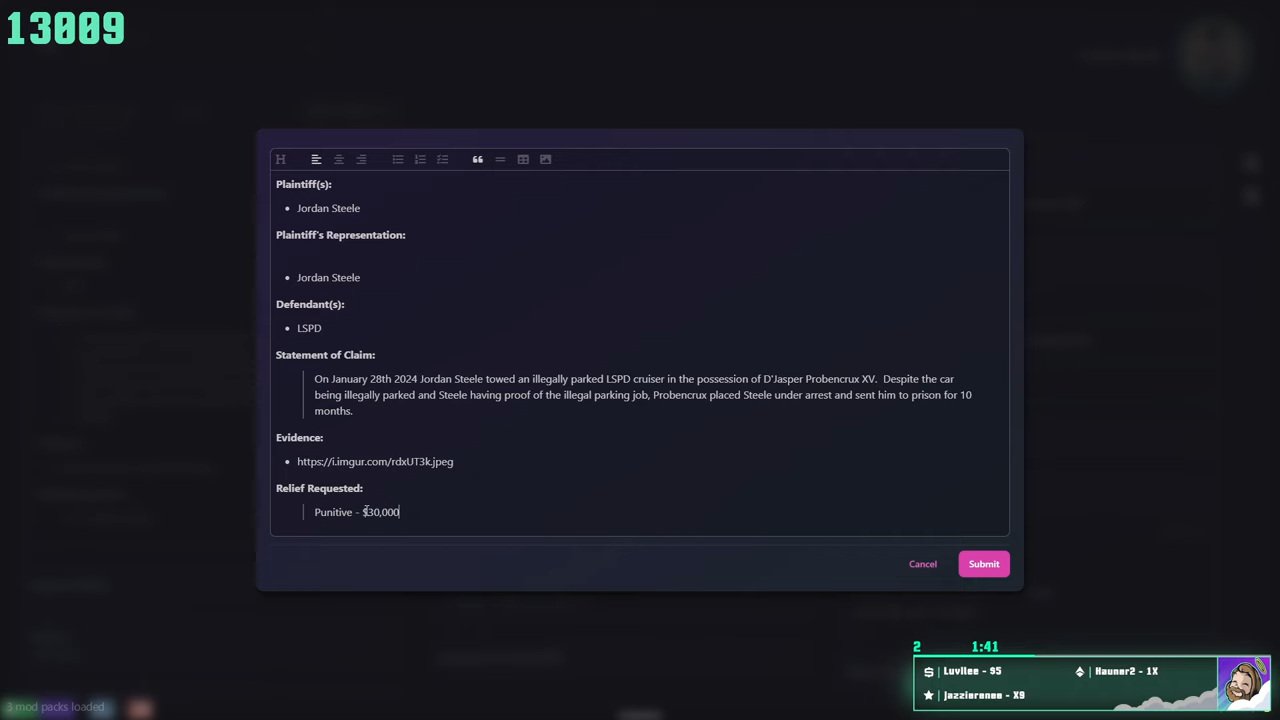 13009
Plaintiff(s):
Jordan Steele
Plaintiff's Representation:
Jordan Steele
Defendant(s):
LSPD
Statement of Claim:
On January 28th 2024 Jordan Steele towed an illegally parked LSPD cruiser in the possession of D'Jasper Probencrux XV. Despite the car
being illegally parked and Steele having proof of the illegal parking job, Probencrux placed Steele under arrest and sent him to prison for 10
months.
Evidence:
https://i.imgur.com/rdxUT3k.jpeg
Relief Requested:
Punitive - $30,000
Cancel
Submit
2
1:41
Luvilee - 95
Hauner2 - 1X
Jazzierenee - X9
3 mod packs loaded